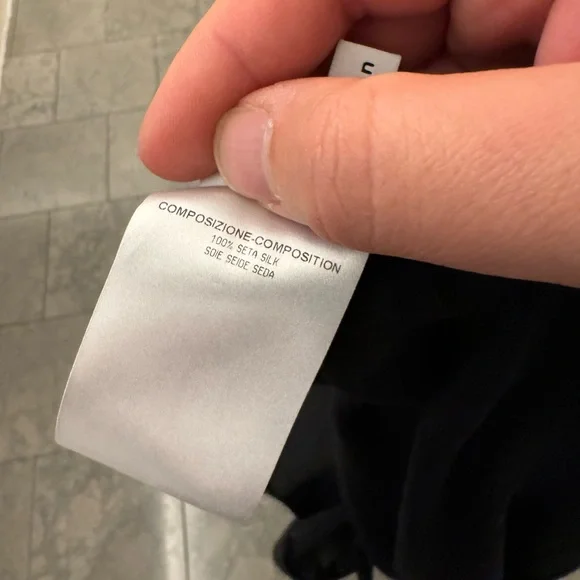 COMPOSIZIONE-COMPOSITION
100% SETA SILK
SOIE SEIDE SEDA